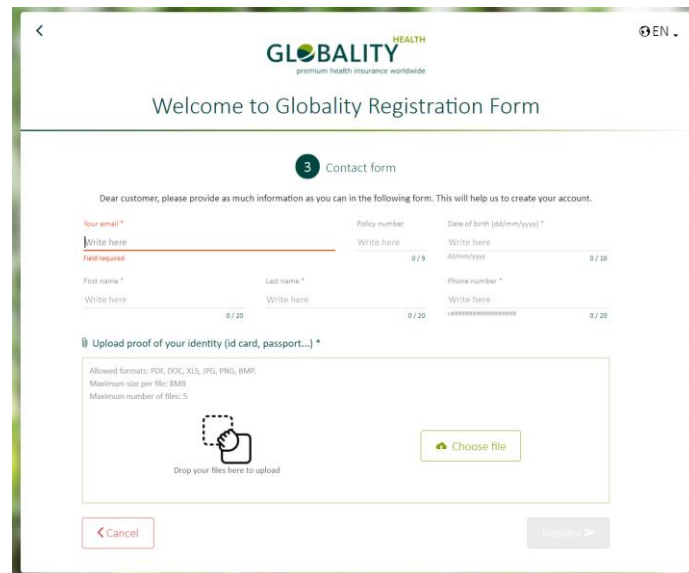 EN
HEALTH
GLOBALITY
premium health insurance worldwide
Welcome to Globality Registration Form
3 Contact form
Dear customer, please provide as much information as you can in the following form. This will help us to create your account.
Your email * Policy number Date of birth (dd/mm/yyyy) *
Write here Write here Write here
Field required 0 / 9 dd/mm/yyyy 0 / 10
First name * Last name * Phone number *
Write here Write here Write here
0 / 20 0 / 20 +################## 0 / 20
Upload proof of your identity (id card, passport...) *
Allowed formats: PDF, DOC, XLS, JPG, PNG, BMP.
Maximum size per file: 8MB
Maximum number of files: 5
Choose file
Drop your files here to upload
Cancel Register